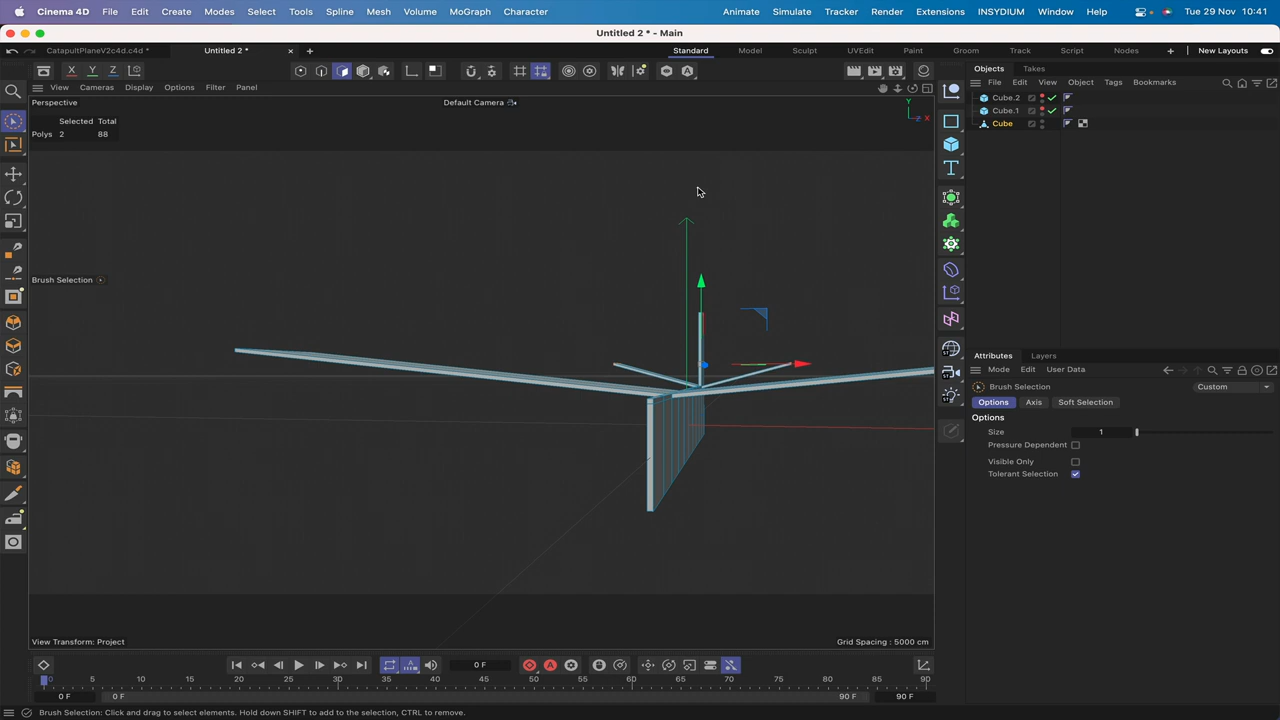 Cinema 4D File Edit Create Modes Select Tools Spline Mesh Volume MoGraph Character Animate Simulate Tracker Render Extensions INSYDIUM Window Help Tue 29 Nov 10:41
Untitled 2 * - Main
CatapultPlaneV2c4d.c4d * Untitled 2 * Standard Model Sculpt UVEdit Paint Groom Track Script Nodes New Layouts
X Y Z
Objects Takes
View Cameras Display Options Filter Panel
File Edit View Object Tags Bookmarks
Perspective Default Camera
Cube.2
Cube.1
Cube
Selected Total
Polys 2 88
Y
Z X
Brush Selection
Attributes Layers
Mode Edit User Data
Brush Selection Custom
Options Axis Soft Selection
Options
Size 1
Pressure Dependent
Visible Only
Tolerant Selection
View Transform: Project Grid Spacing : 5000 cm
0 F
0 5 10 15 20 25 30 35 40 45 50 55 60 65 70 75 80 85 90
0 F 0 F 90 F 90 F
Brush Selection: Click and drag to select elements. Hold down SHIFT to add to the selection, CTRL to remove.